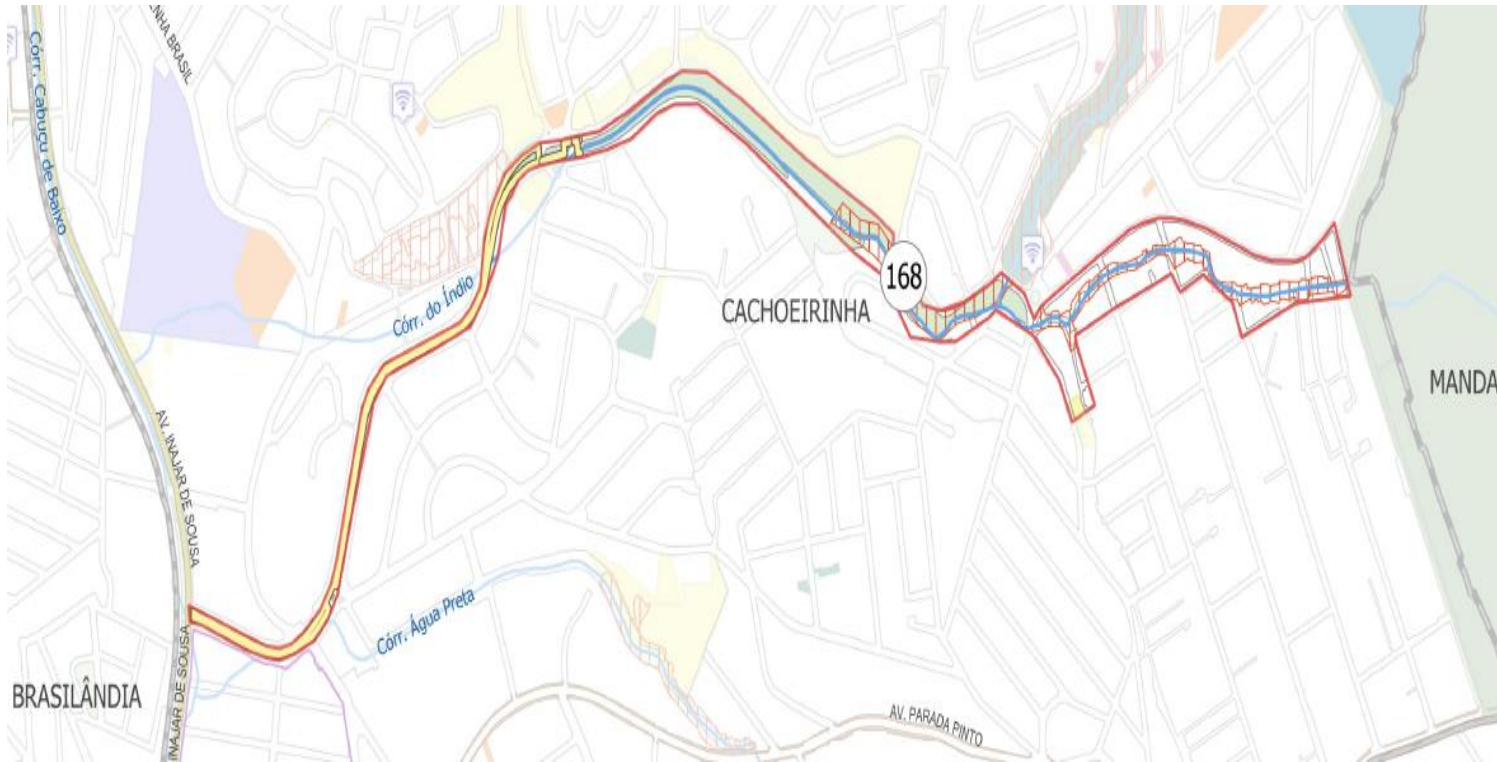 Córr. Cabuçu de Baixo
NHA BRASIL
Córr. do Índio
168
CACHOEIRINHA
MANDA
AV. INAJAR DE SOUSA
Córr. Água Preta
INAJAR DE SOUSA
BRASILÂNDIA
AV. PARADA PINTO